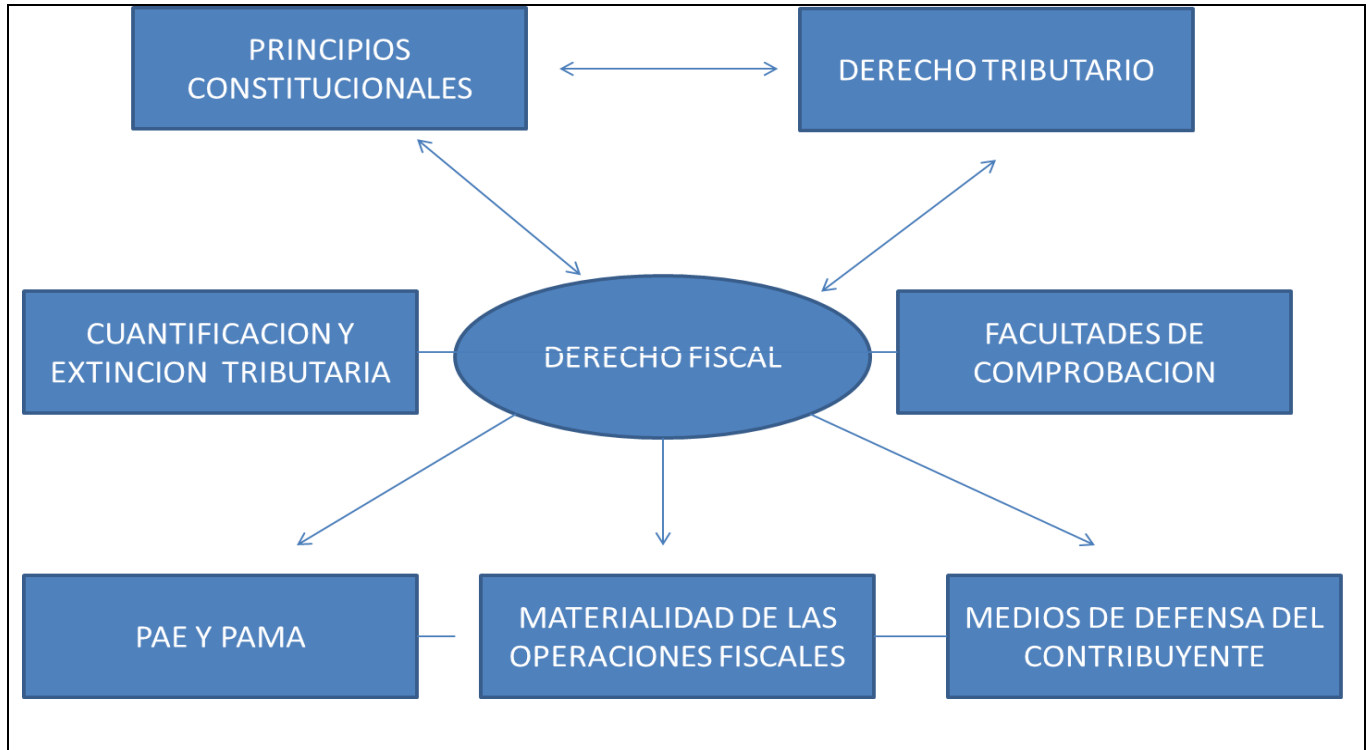 PRINCIPIOS
CONSTITUCIONALES
DERECHO TRIBUTARIO
CUANTIFICACION Y
EXTINCION TRIBUTARIA
DERECHO FISCAL
FACULTADES DE
COMPROBACION
PAE Y PAMA
MATERIALIDAD DE LAS
OPERACIONES FISCALES
MEDIOS DE DEFENSA DEL
CONTRIBUYENTE